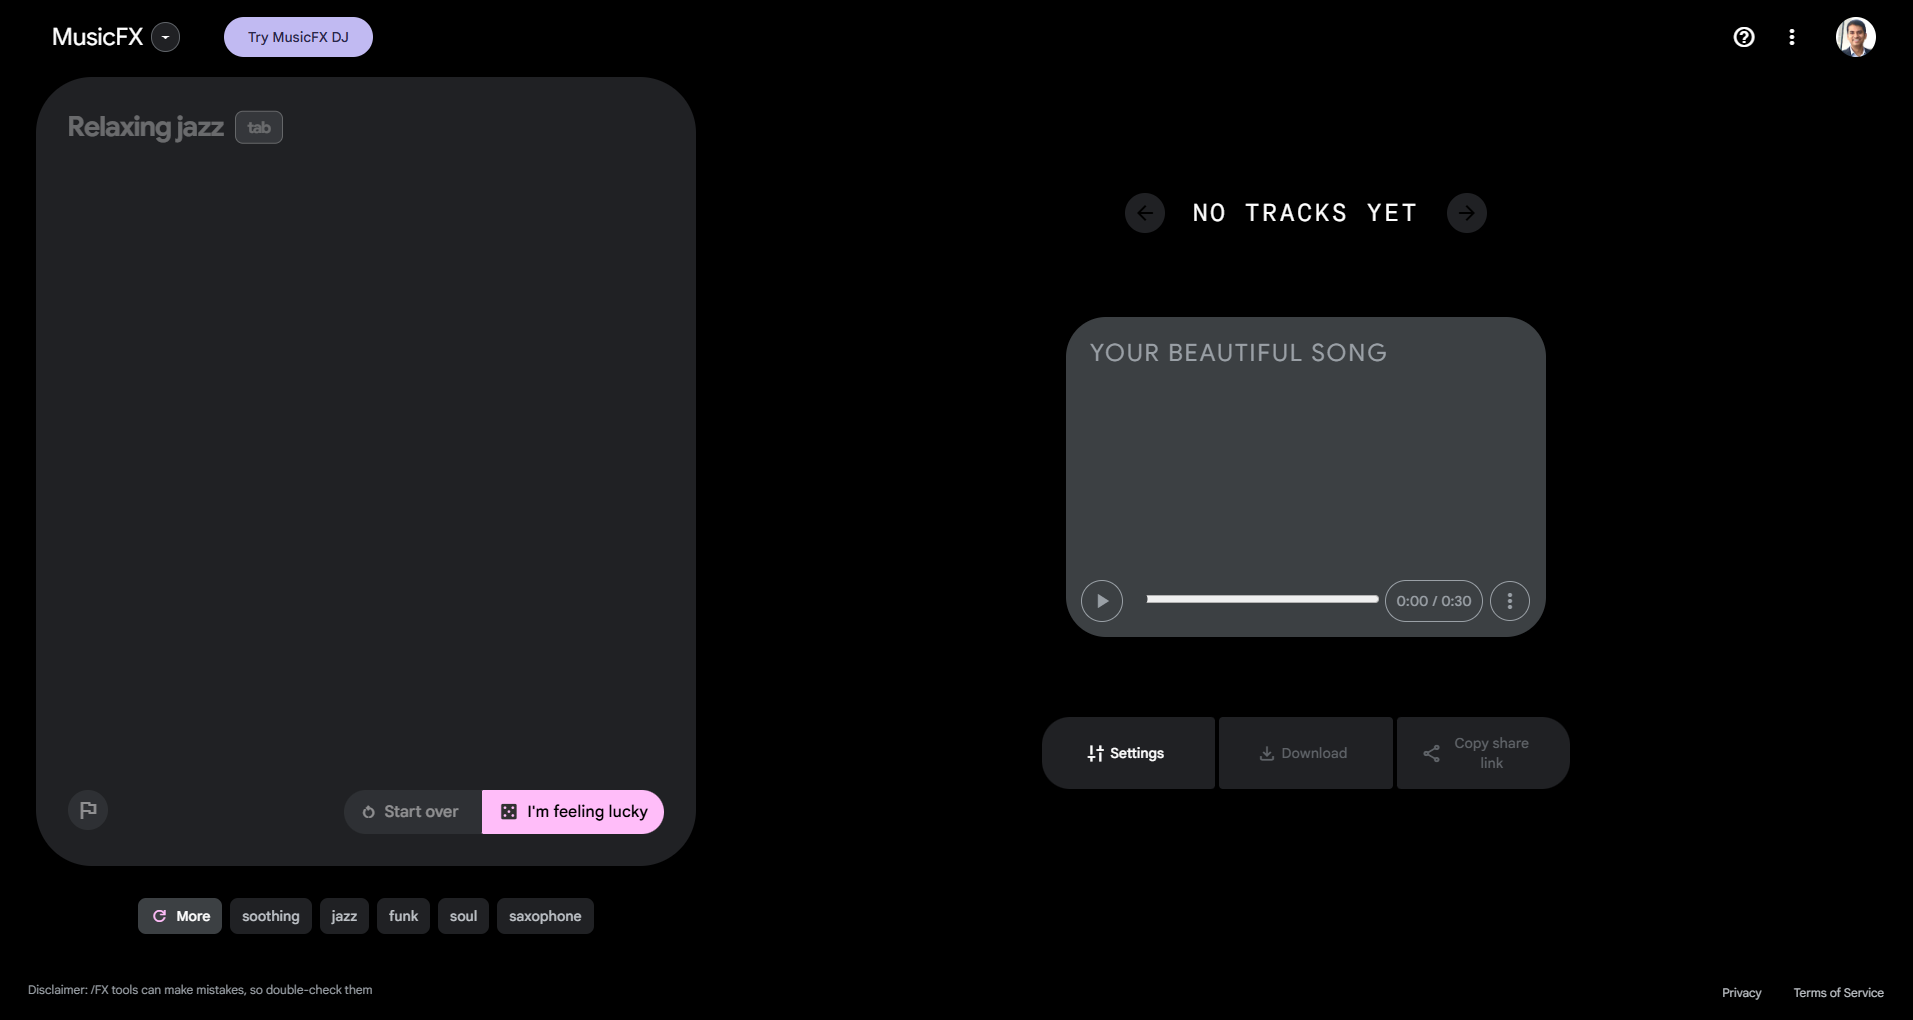 MusicFX
Try MusicFX DJ
Relaxing jazz tab
NO TRACKS YET
YOUR BEAUTIFUL SONG
0:00 / 0:30
Settings
Download
Copy share
link
Start over
I'm feeling lucky
More
soothing
jazz
funk
soul
saxophone
Disclaimer: /FX tools can make mistakes, so double-check them
Privacy
Terms of Service